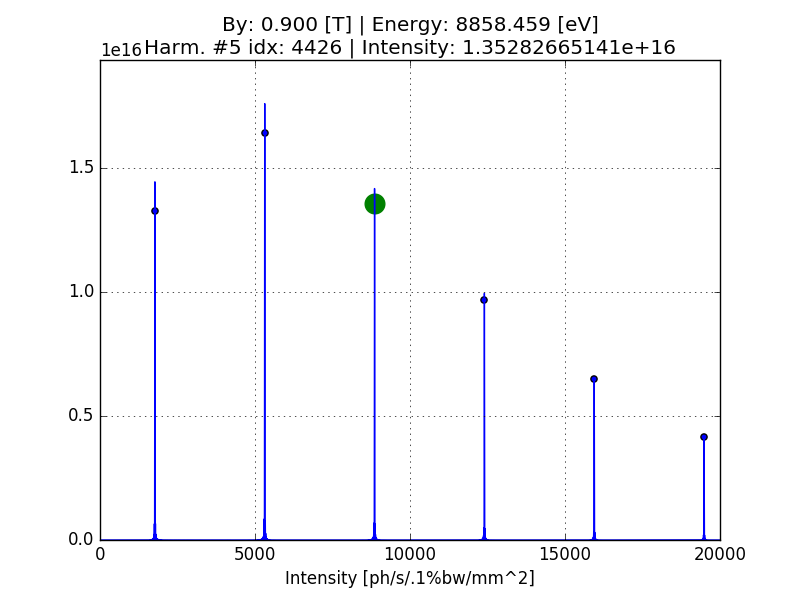 By: 0.900 [T] | Energy: 8858.459 [eV]
1e16 Harm. #5 idx: 4426 | Intensity: 1.35282665141e+16
1.5
1.0
0.5
0.0
0 5000 10000 15000 20000
Intensity [ph/s/.1%bw/mm^2]